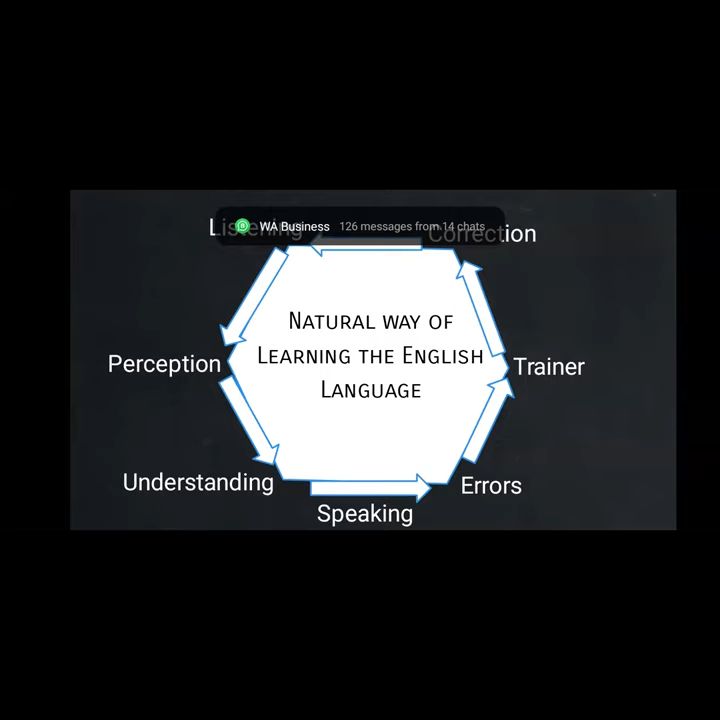 Listening
WA Business 126 messages from 14 chats
Correction
NATURAL WAY OF
LEARNING THE ENGLISH
LANGUAGE
Perception
Trainer
Understanding
Errors
Speaking